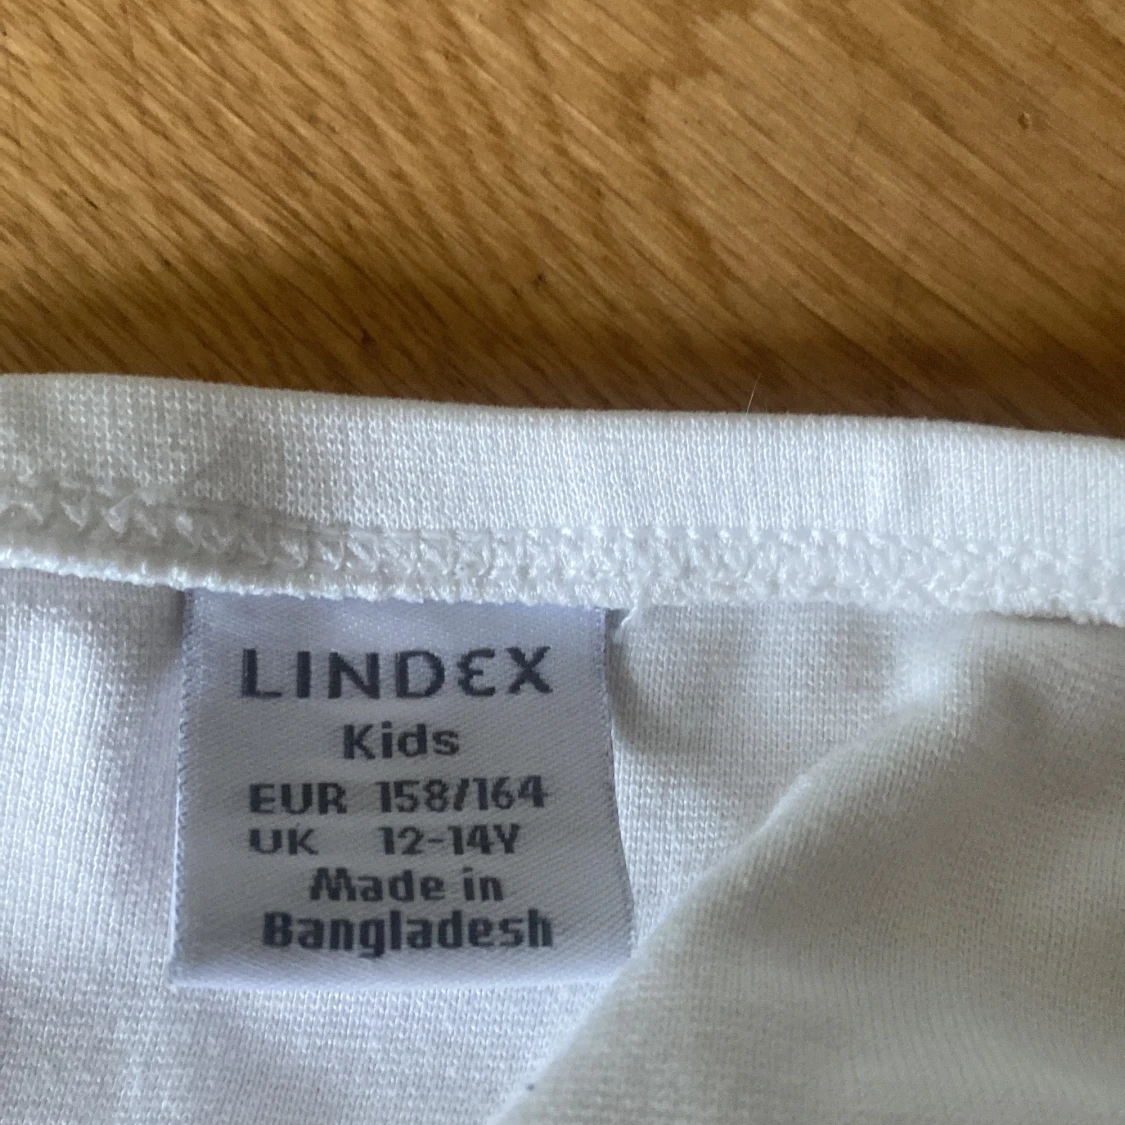 LINDEX
Kids
EUR 158/164
UK 12-14Y
Made in
Bangladesh